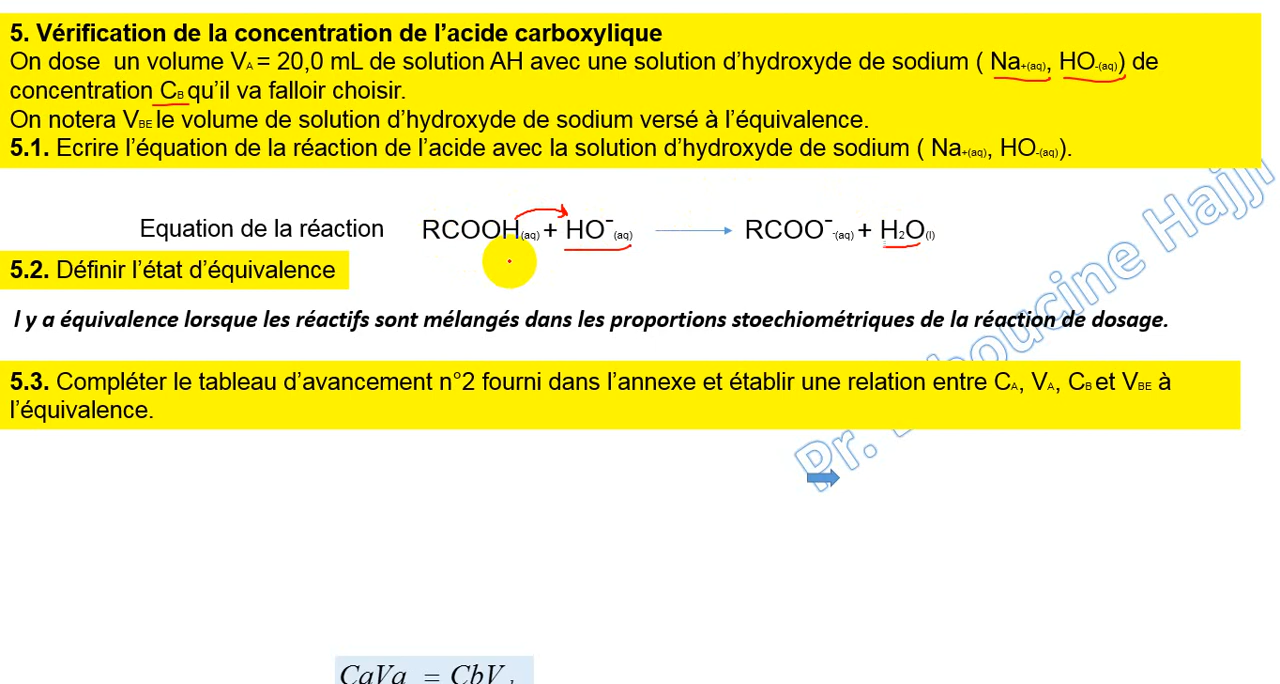 5. Vérification de la concentration de l'acide carboxylique
On dose un volume VA = 20,0 mL de solution AH avec une solution d'hydroxyde de sodium ( Na+(aq), HO-(aq)) de
concentration CB qu'il va falloir choisir.
On notera VBE le volume de solution d'hydroxyde de sodium versé à l'équivalence.
5.1. Ecrire l'équation de la réaction de l'acide avec la solution d'hydroxyde de sodium ( Na+(aq), HO-(aq)).
Equation de la réaction RCOOH(aq) + HO⁻(aq) → RCOO⁻-(aq) + H2O(l)
5.2. Définir l'état d'équivalence
l y a équivalence lorsque les réactifs sont mélangés dans les proportions stoechiométriques de la réaction de dosage.
5.3. Compléter le tableau d'avancement n°2 fourni dans l'annexe et établir une relation entre CA, VA, CB et VBE à
l'équivalence.
Pr. Hajji
CaVa = CbV